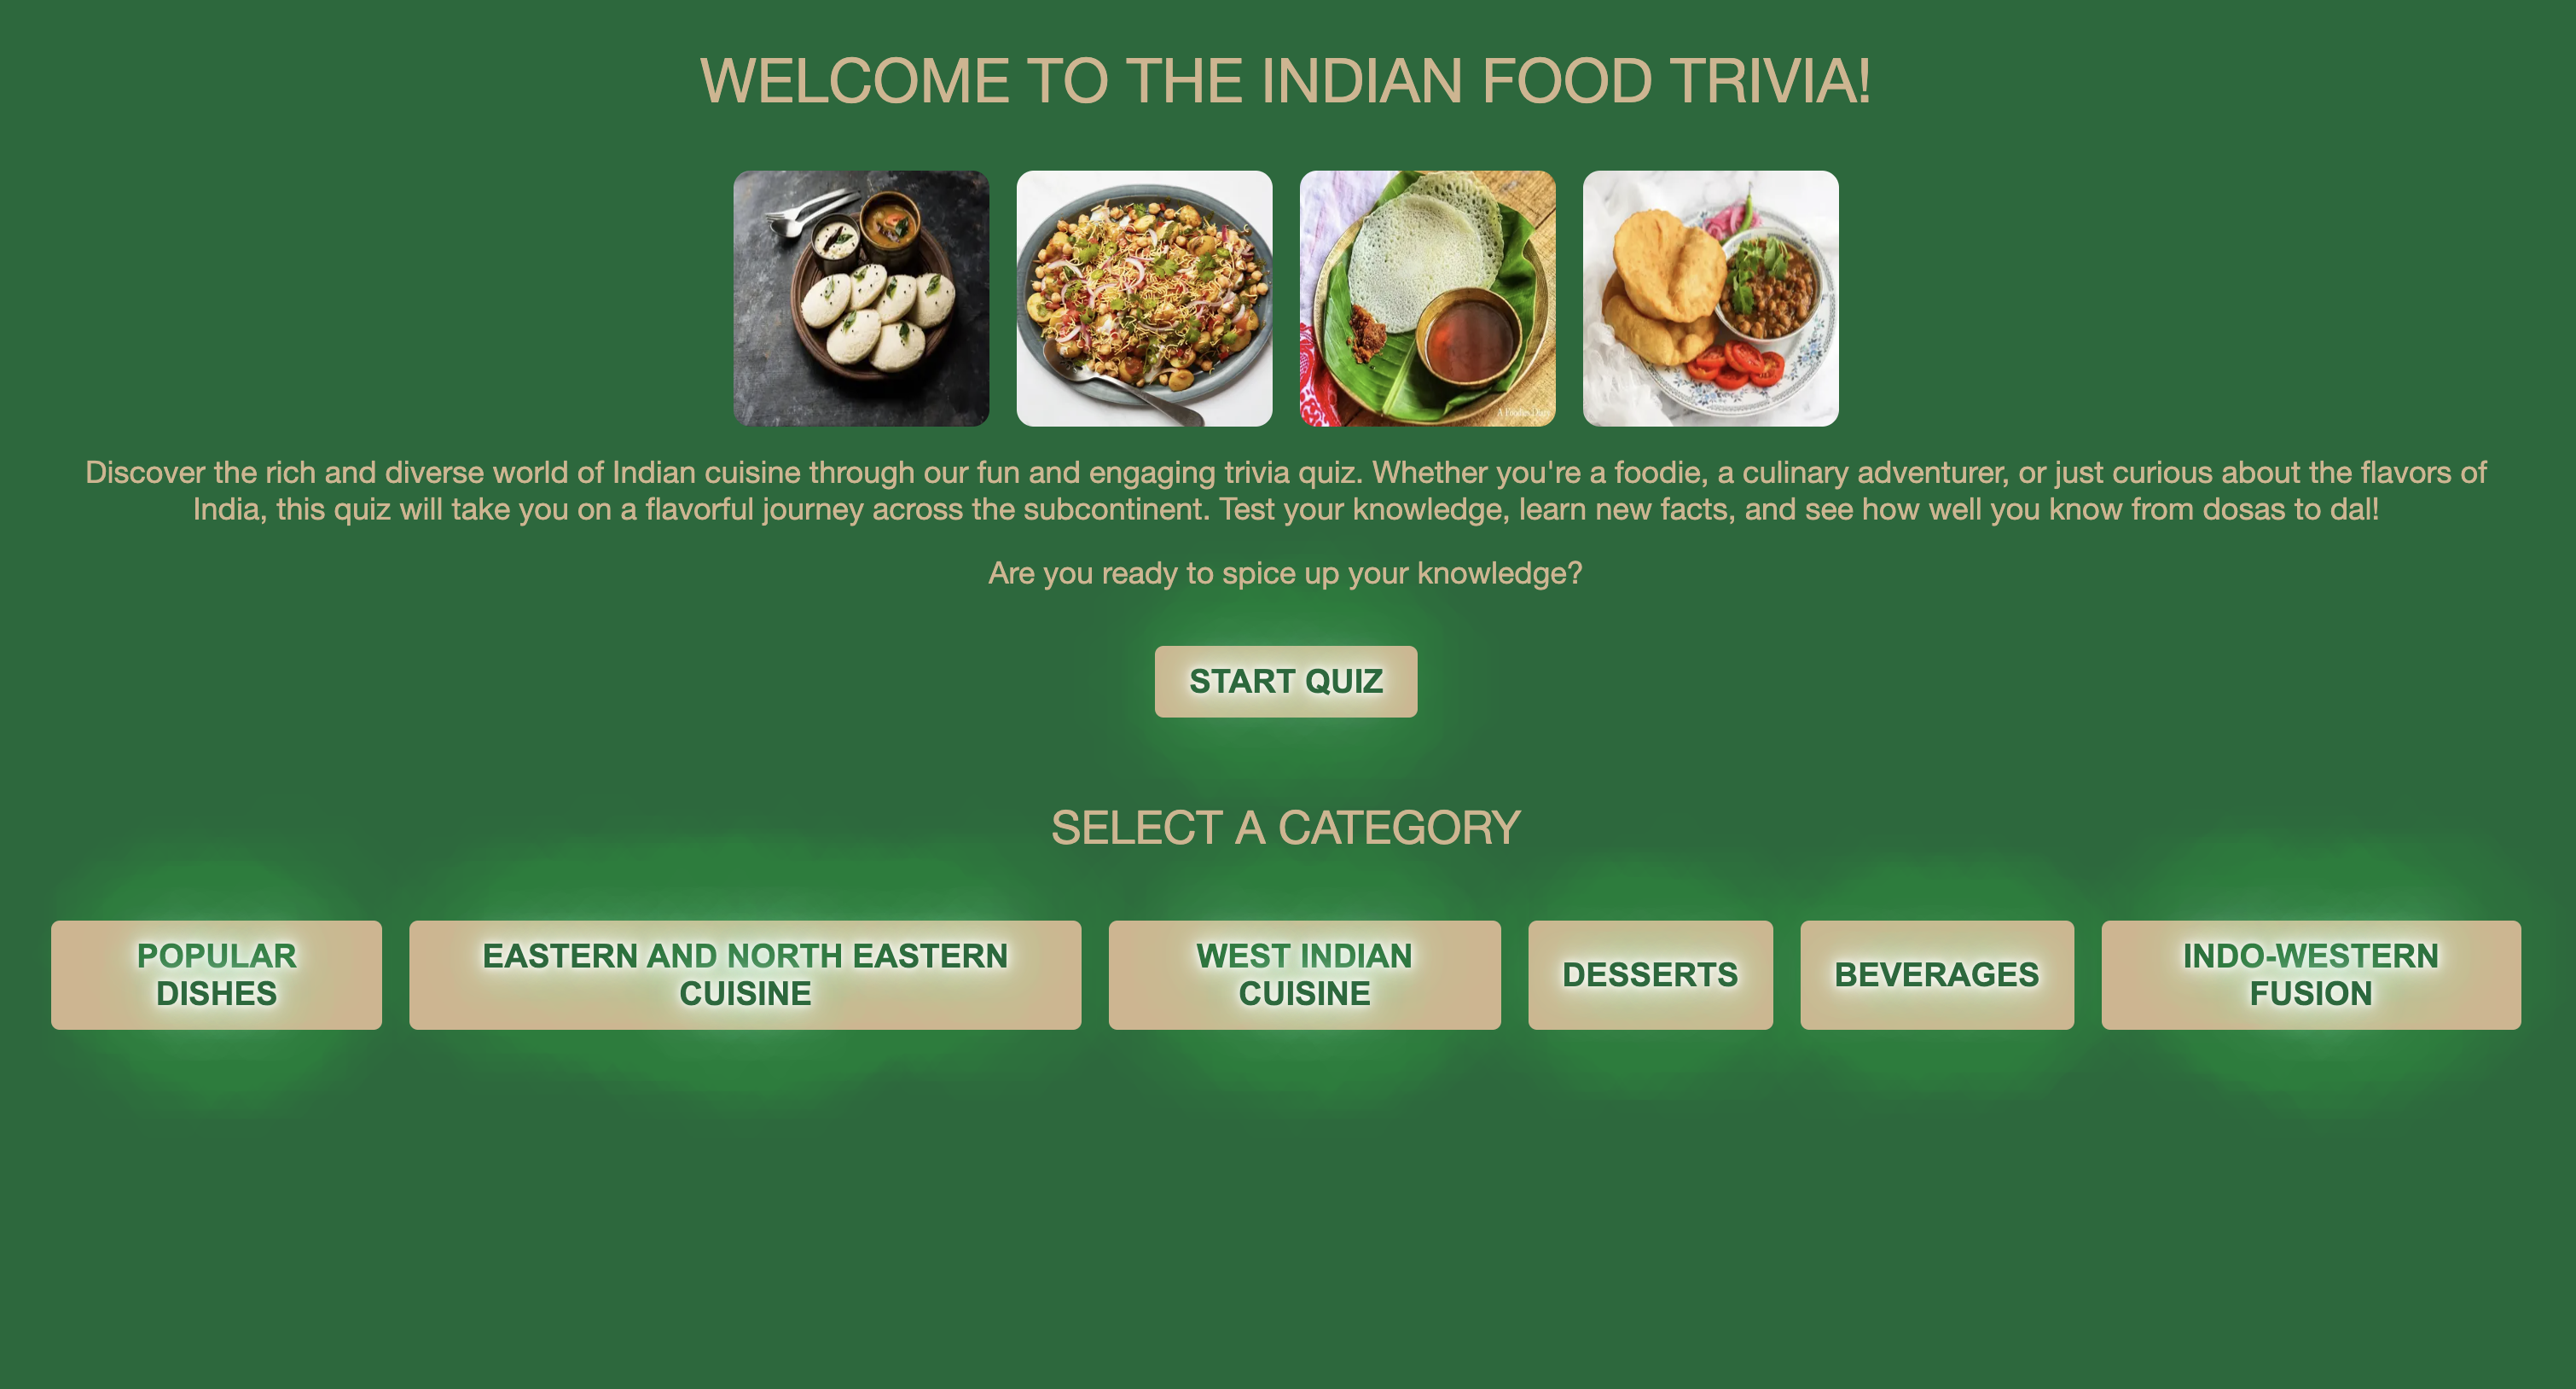 WELCOME TO THE INDIAN FOOD TRIVIA!
A Foodies Diary
Discover the rich and diverse world of Indian cuisine through our fun and engaging trivia quiz. Whether you're a foodie, a culinary adventurer, or just curious about the flavors of
India, this quiz will take you on a flavorful journey across the subcontinent. Test your knowledge, learn new facts, and see how well you know from dosas to dal!
Are you ready to spice up your knowledge?
START QUIZ
SELECT A CATEGORY
POPULAR
DISHES
EASTERN AND NORTH EASTERN
CUISINE
WEST INDIAN
CUISINE
DESSERTS
BEVERAGES
INDO-WESTERN
FUSION